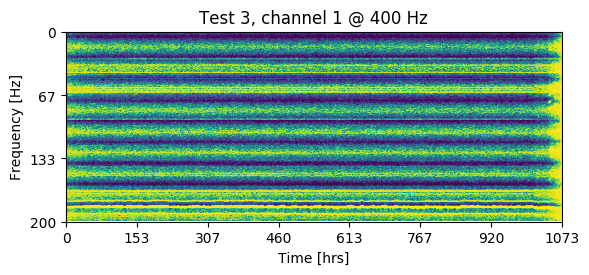 Test 3, channel 1 @ 400 Hz
0
67
133
200
Frequency [Hz]
0 153 307 460 613 767 920 1073
Time [hrs]